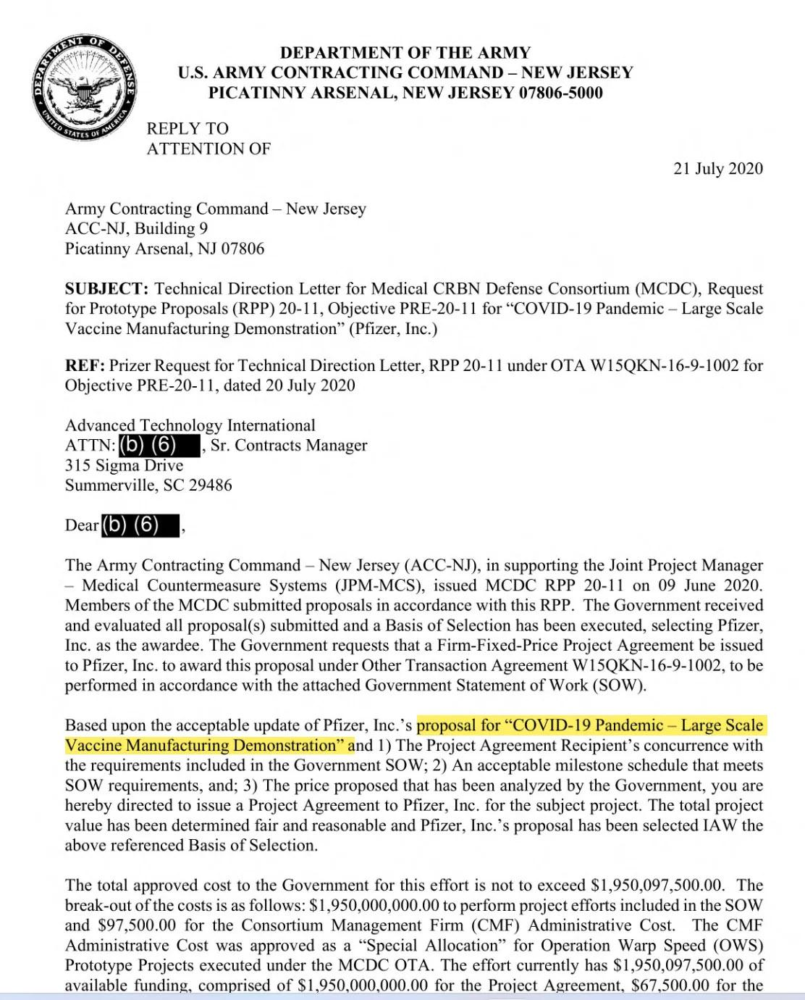 DEPARTMENT OF DEFENSE
UNITED STATES OF AMERICA
DEPARTMENT OF THE ARMY
U.S. ARMY CONTRACTING COMMAND – NEW JERSEY
PICATINNY ARSENAL, NEW JERSEY 07806-5000
REPLY TO
ATTENTION OF
21 July 2020
Army Contracting Command – New Jersey
ACC-NJ, Building 9
Picatinny Arsenal, NJ 07806
SUBJECT: Technical Direction Letter for Medical CRBN Defense Consortium (MCDC), Request
for Prototype Proposals (RPP) 20-11, Objective PRE-20-11 for “COVID-19 Pandemic – Large Scale
Vaccine Manufacturing Demonstration” (Pfizer, Inc.)
REF: Prizer Request for Technical Direction Letter, RPP 20-11 under OTA W15QKN-16-9-1002 for
Objective PRE-20-11, dated 20 July 2020
Advanced Technology International
ATTN: (b) (6) , Sr. Contracts Manager
315 Sigma Drive
Summerville, SC 29486
Dear (b) (6) ,
The Army Contracting Command – New Jersey (ACC-NJ), in supporting the Joint Project Manager
– Medical Countermeasure Systems (JPM-MCS), issued MCDC RPP 20-11 on 09 June 2020.
Members of the MCDC submitted proposals in accordance with this RPP. The Government received
and evaluated all proposal(s) submitted and a Basis of Selection has been executed, selecting Pfizer,
Inc. as the awardee. The Government requests that a Firm-Fixed-Price Project Agreement be issued
to Pfizer, Inc. to award this proposal under Other Transaction Agreement W15QKN-16-9-1002, to be
performed in accordance with the attached Government Statement of Work (SOW).
Based upon the acceptable update of Pfizer, Inc.’s proposal for “COVID-19 Pandemic – Large Scale
Vaccine Manufacturing Demonstration” and 1) The Project Agreement Recipient’s concurrence with
the requirements included in the Government SOW; 2) An acceptable milestone schedule that meets
SOW requirements, and; 3) The price proposed that has been analyzed by the Government, you are
hereby directed to issue a Project Agreement to Pfizer, Inc. for the subject project. The total project
value has been determined fair and reasonable and Pfizer, Inc.’s proposal has been selected IAW the
above referenced Basis of Selection.
The total approved cost to the Government for this effort is not to exceed $1,950,097,500.00. The
break-out of the costs is as follows: $1,950,000,000.00 to perform project efforts included in the SOW
and $97,500.00 for the Consortium Management Firm (CMF) Administrative Cost. The CMF
Administrative Cost was approved as a “Special Allocation” for Operation Warp Speed (OWS)
Prototype Projects executed under the MCDC OTA. The effort currently has $1,950,097,500.00 of
available funding, comprised of $1,950,000,000.00 for the Project Agreement, $67,500.00 for the